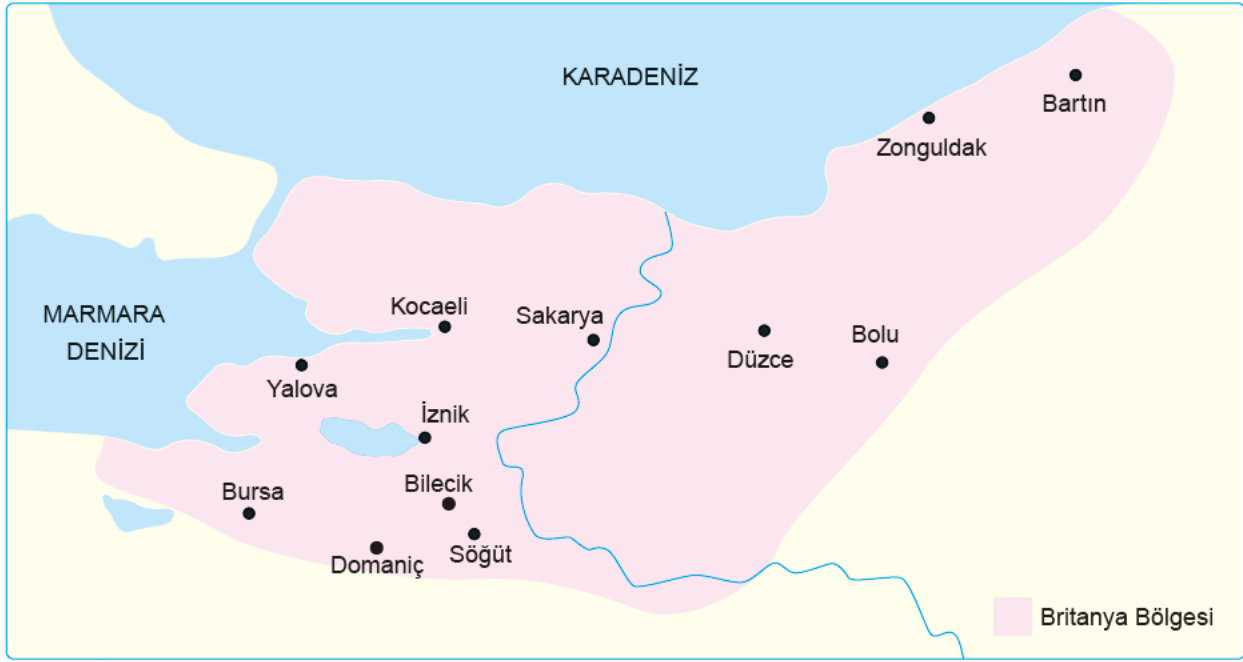 KARADENİZ
Bartın
Zonguldak
MARMARA
DENİZİ
Kocaeli
Sakarya
Düzce
Bolu
Yalova
İznik
Bilecik
Bursa
Söğüt
Domaniç
Britanya Bölgesi